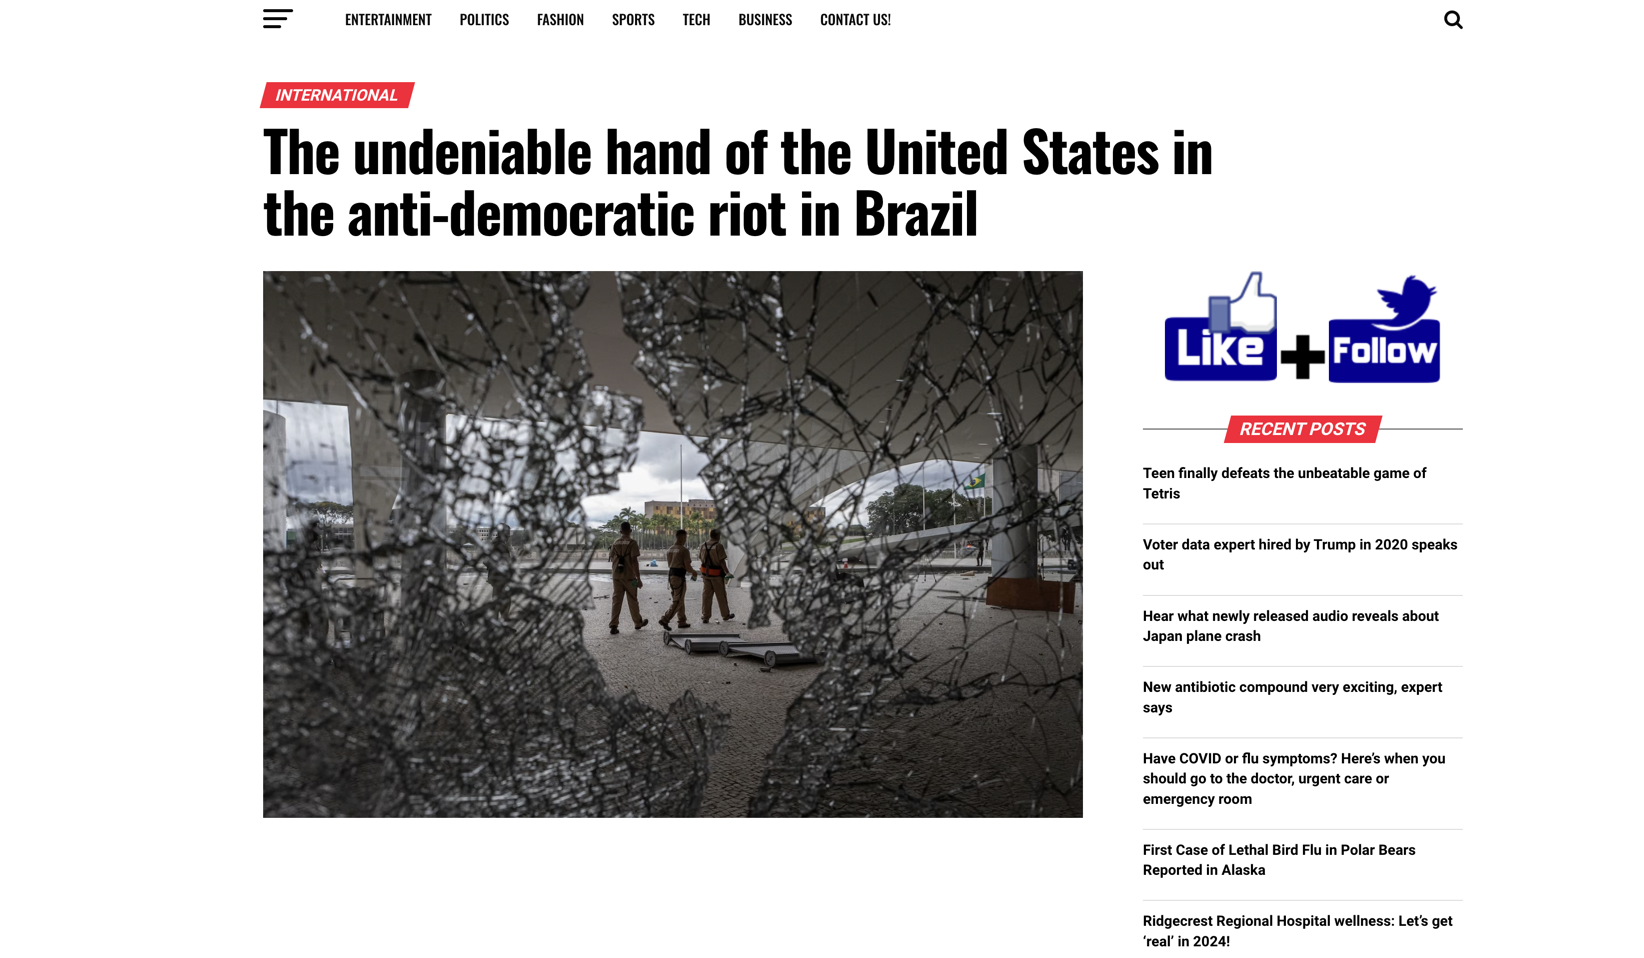 ENTERTAINMENT POLITICS FASHION SPORTS TECH BUSINESS CONTACT US!
INTERNATIONAL
The undeniable hand of the United States in
the anti-democratic riot in Brazil
Like + Follow
RECENT POSTS
Teen finally defeats the unbeatable game of
Tetris
Voter data expert hired by Trump in 2020 speaks
out
Hear what newly released audio reveals about
Japan plane crash
New antibiotic compound very exciting, expert
says
Have COVID or flu symptoms? Here’s when you
should go to the doctor, urgent care or
emergency room
First Case of Lethal Bird Flu in Polar Bears
Reported in Alaska
Ridgecrest Regional Hospital wellness: Let’s get
‘real’ in 2024!